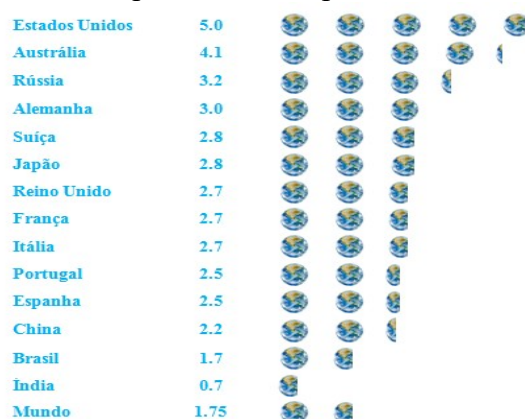 Estados Unidos 5.0
Austrália 4.1
Rússia 3.2
Alemanha 3.0
Suíça 2.8
Japão 2.8
Reino Unido 2.7
França 2.7
Itália 2.7
Portugal 2.5
Espanha 2.5
China 2.2
Brasil 1.7
Índia 0.7
Mundo 1.75